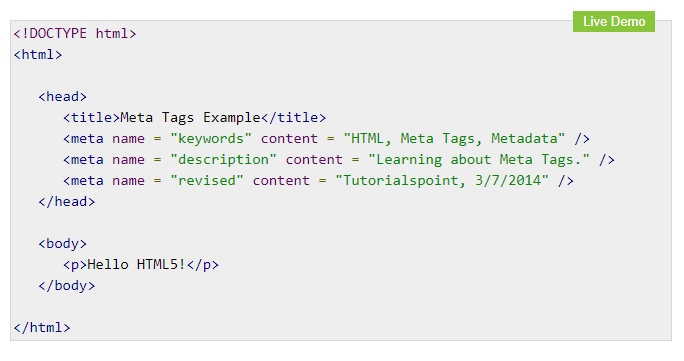 Live Demo
<!DOCTYPE html>
<html>
<head>
<title>Meta Tags Example</title>
<meta name = "keywords" content = "HTML, Meta Tags, Metadata" />
<meta name = "description" content = "Learning about Meta Tags." />
<meta name = "revised" content = "Tutorialspoint, 3/7/2014" />
</head>
<body>
<p>Hello HTML5!</p>
</body>
</html>